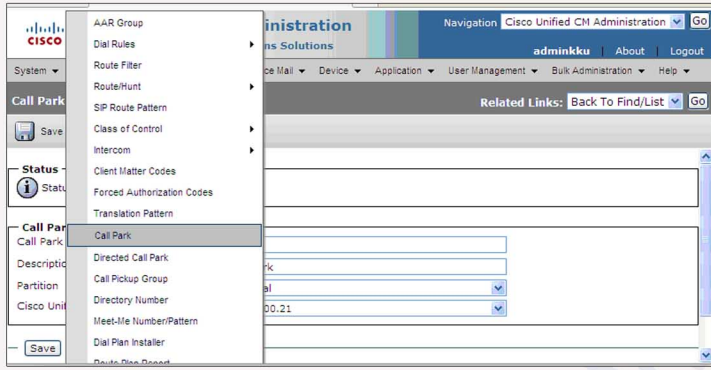 CISCO
inistration
ns Solutions
Navigation Cisco Unified CM Administration Go
adminkku | About | Logout
System ce Mail Device Application User Management Bulk Administration Help
Call Park
Related Links: Back To Find/List Go
AAR Group
Dial Rules
Route Filter
Route/Hunt
SIP Route Pattern
Class of Control
Intercom
Client Matter Codes
Forced Authorization Codes
Translation Pattern
Call Park
Directed Call Park
Call Pickup Group
Directory Number
Meet-Me Number/Pattern
Dial Plan Installer
Route Plan Report
Save
Status
i Statu
Call Par
Call Park
Descriptio rk
Partition al
Cisco Unit 00.21
Save